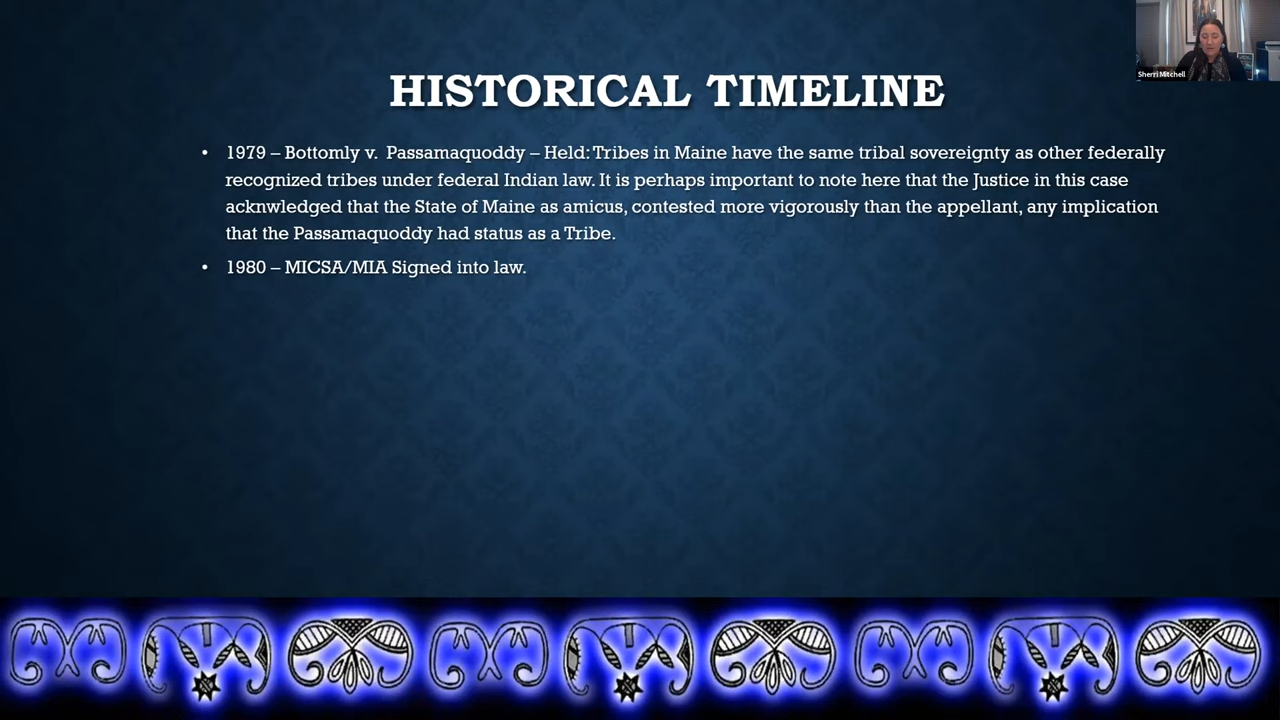 Sherri Mitchell
HISTORICAL TIMELINE
• 1979 – Bottomly v. Passamaquoddy – Held: Tribes in Maine have the same tribal sovereignty as other federally
recognized tribes under federal Indian law. It is perhaps important to note here that the Justice in this case
acknwledged that the State of Maine as amicus, contested more vigorously than the appellant, any implication
that the Passamaquoddy had status as a Tribe.
• 1980 – MICSA/MIA Signed into law.